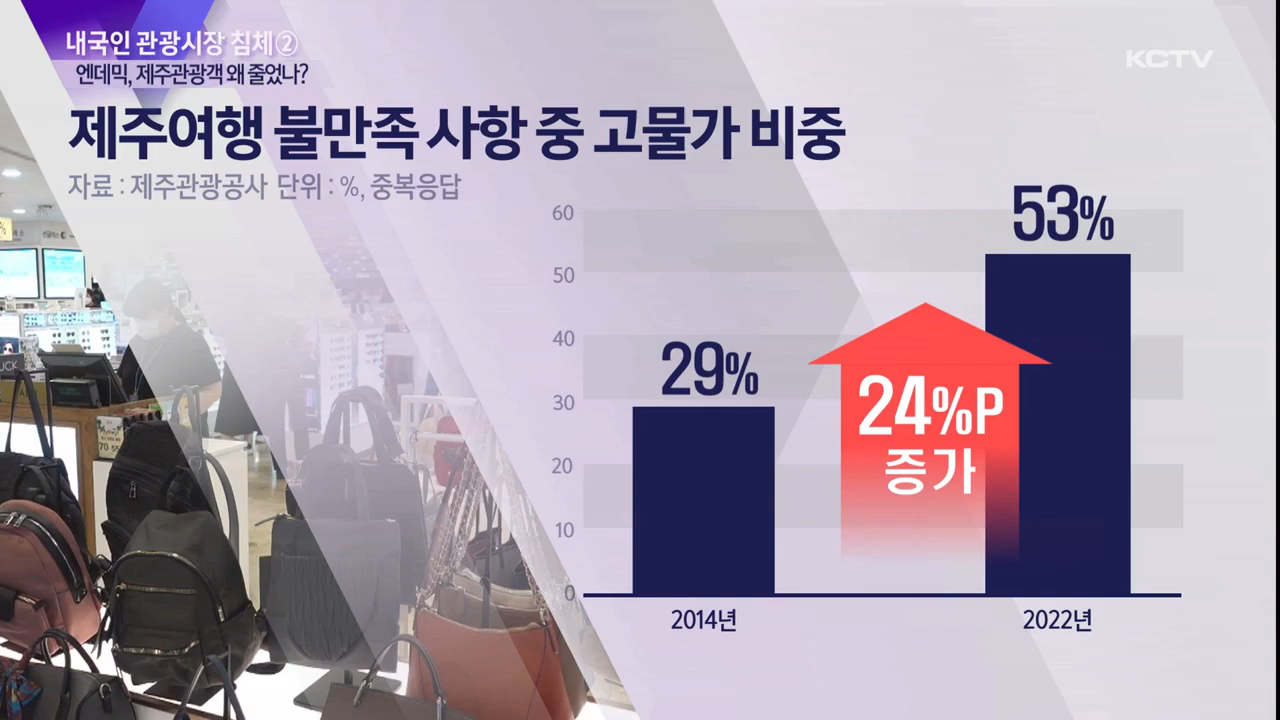 내국인 관광시장 침체②
엔데믹, 제주관광객 왜 줄었나?
KCTV
제주여행 불만족 사항 중 고물가 비중
자료 : 제주관광공사 단위 : %, 중복응답
60
50
40
30
20
10
0
29%
53%
24%P
증가
2014년
2022년